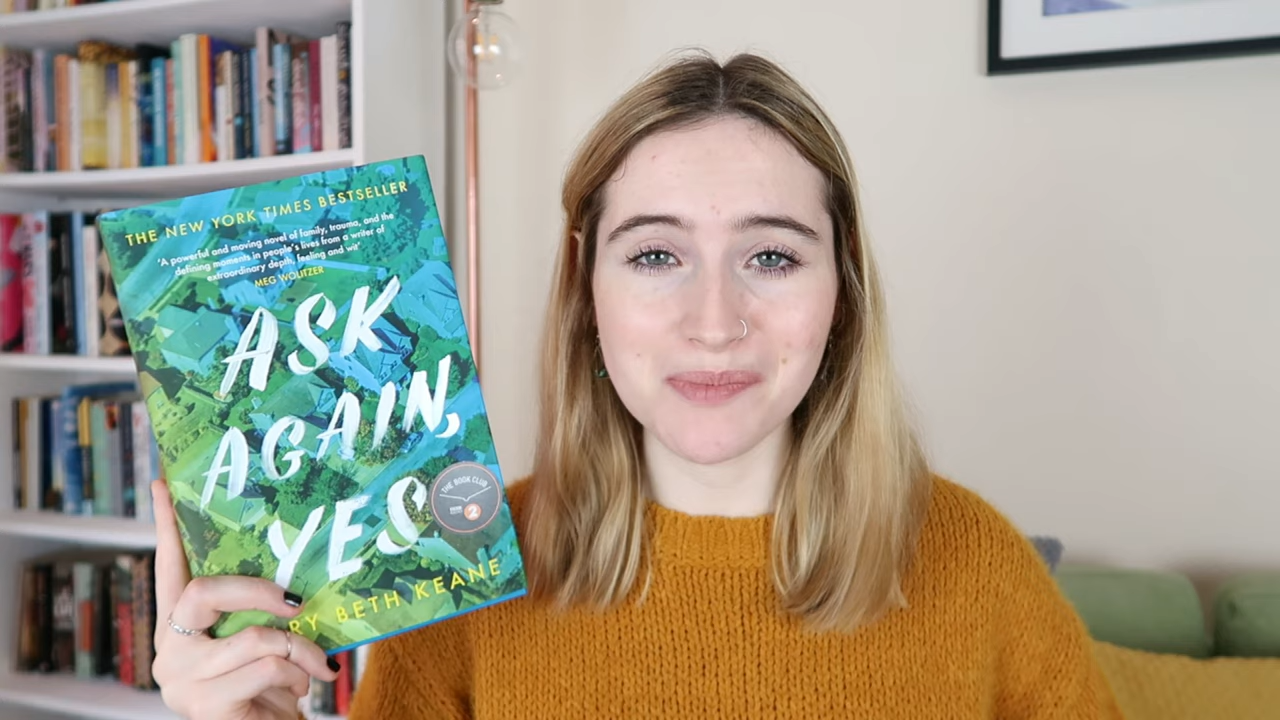 THE NEW YORK TIMES BESTSELLER
'A powerful and moving novel of family, trauma, and the
defining moments in people's lives from a writer of
extraordinary depth, feeling and wit'
MEG WOLITZER
ASK
AGAIN,
YES
THE BOOK CLUB
2
RY BETH KEANE